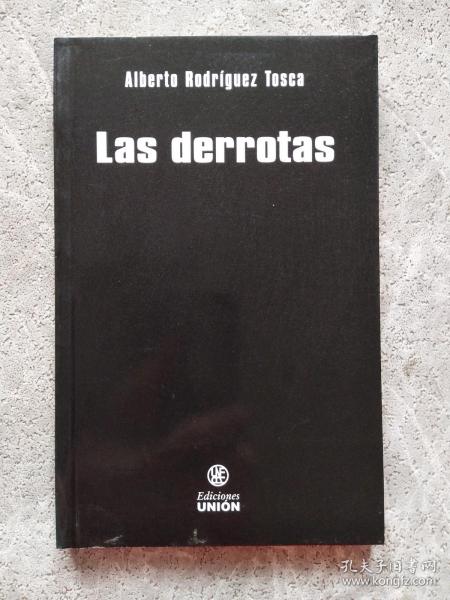 Alberto Rodríguez Tosca
Las derrotas
Ediciones
UNIÓN
孔夫子旧书网
www.kongfz.com